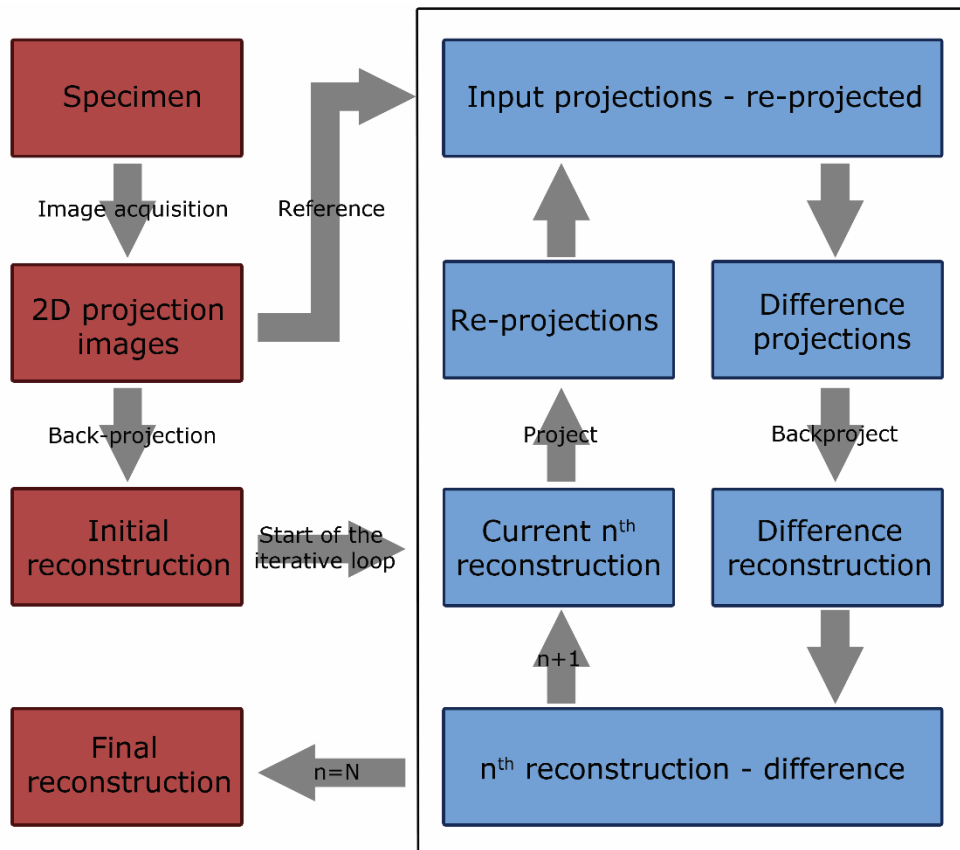 Specimen
Input projections - re-projected
Image acquisition
Reference
2D projection
images
Re-projections
Difference
projections
Back-projection
Project
Backproject
Initial
reconstruction
Start of the
iterative loop
Current nth
reconstruction
Difference
reconstruction
n+1
Final
reconstruction
n=N
nth reconstruction - difference